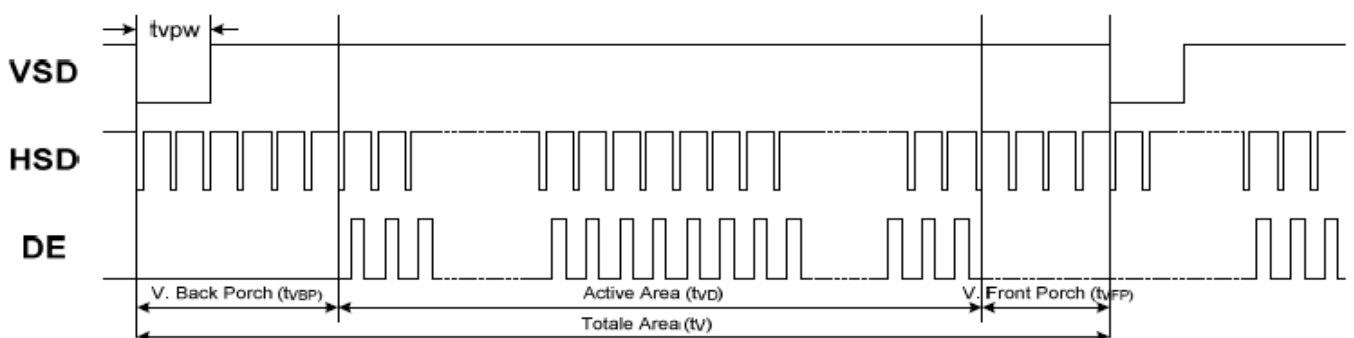 tvpw
VSD
HSD
DE
V. Back Porch (tVBP) Active Area (tVD) V. Front Porch (tVFP)
Totale Area (tV)